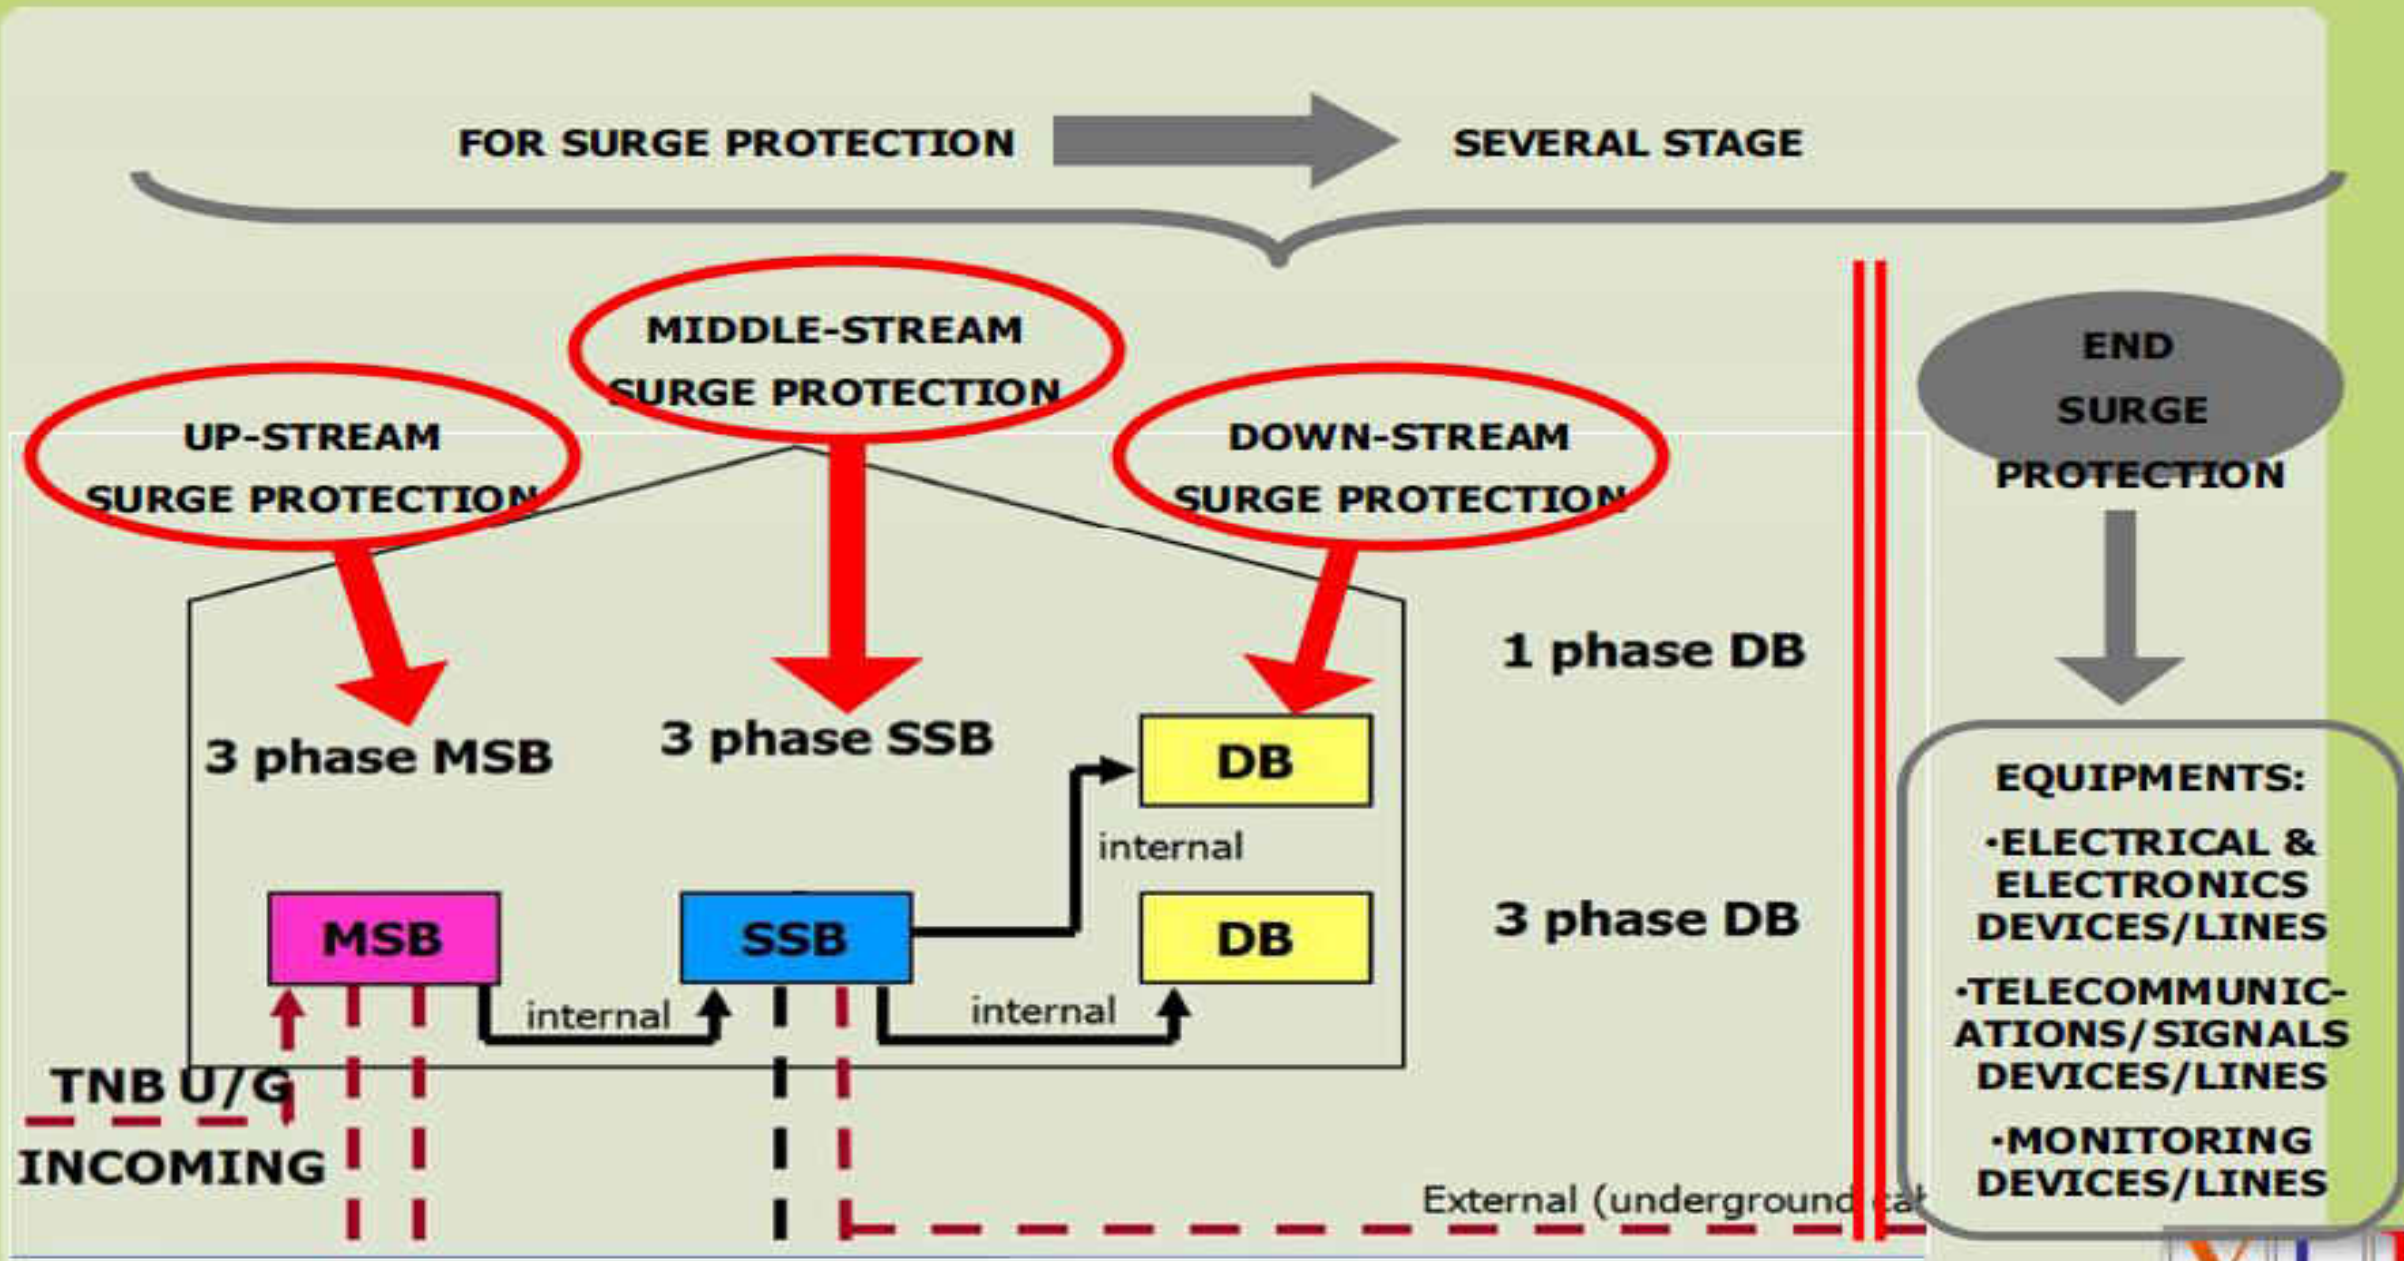 FOR SURGE PROTECTION
SEVERAL STAGE
MIDDLE-STREAM
SURGE PROTECTION
UP-STREAM
SURGE PROTECTION
DOWN-STREAM
SURGE PROTECTION
END
SURGE
PROTECTION
1 phase DB
3 phase MSB
3 phase SSB
DB
internal
MSB
SSB
DB
3 phase DB
internal
internal
TNB U/G
INCOMING
External (underground
EQUIPMENTS:
•ELECTRICAL &
ELECTRONICS
DEVICES/LINES
•TELECOMMUNIC-
ATIONS/SIGNALS
DEVICES/LINES
•MONITORING
DEVICES/LINES